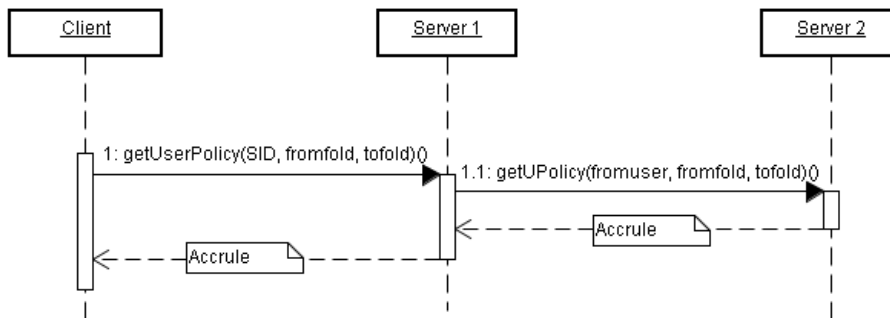 Client
Server 1
Server 2
1: getUserPolicy(SID, fromfold, tofold)()
1.1: getUPolicy(fromuser, fromfold, tofold)()
Accrule
Accrule